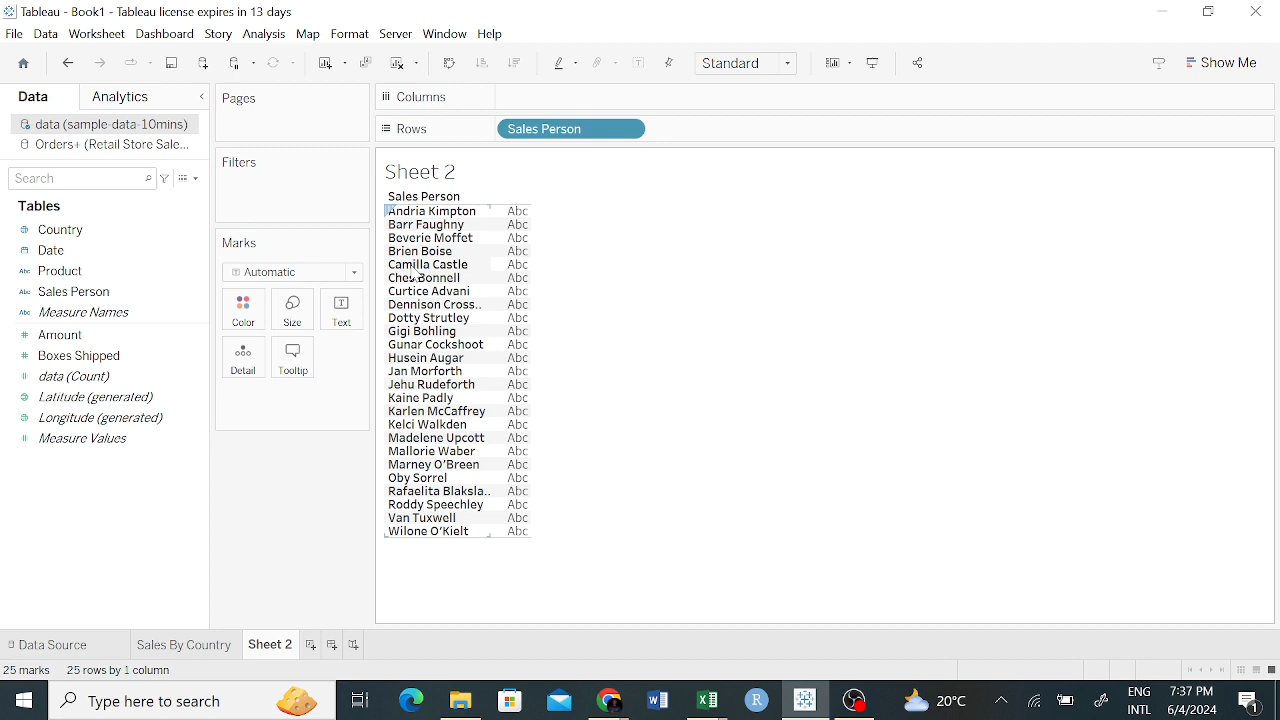 Tableau - Book1 - Tableau license expires in 13 days
File Data Worksheet Dashboard Story Analysis Map Format Server Window Help
Standard
Show Me
Data Analytics
data (sample-data-10mins)
Orders+ (Retail Store Sale...
Search
Tables
Country
Date
Abc Product
Abc Sales Person
Abc Measure Names
# Amount
# Boxes Shipped
# data (Count)
Latitude (generated)
Longitude (generated)
# Measure Values
Pages
Filters
Marks
Automatic
Color Size Text
Detail Tooltip
Columns
Rows Sales Person
Sheet 2
Sales Person
Andria Kimpton Abc
Barr Faughny Abc
Beverie Moffet Abc
Brien Boise Abc
Camilla Castle Abc
Ches Bonnell Abc
Curtice Advani Abc
Dennison Cross.. Abc
Dotty Strutley Abc
Gigi Bohling Abc
Gunar Cockshoot Abc
Husein Augar Abc
Jan Morforth Abc
Jehu Rudeforth Abc
Kaine Padly Abc
Karlen McCaffrey Abc
Kelci Walkden Abc
Madelene Upcott Abc
Mallorie Waber Abc
Marney O'Breen Abc
Oby Sorrel Abc
Rafaelita Blaksla.. Abc
Roddy Speechley Abc
Van Tuxwell Abc
Wilone O'Kielt Abc
Data Source Sales By Country Sheet 2
25 marks 25 rows by 1 column
Type here to search
20°C
ENG
INTL
7:37 PM
6/4/2024
1